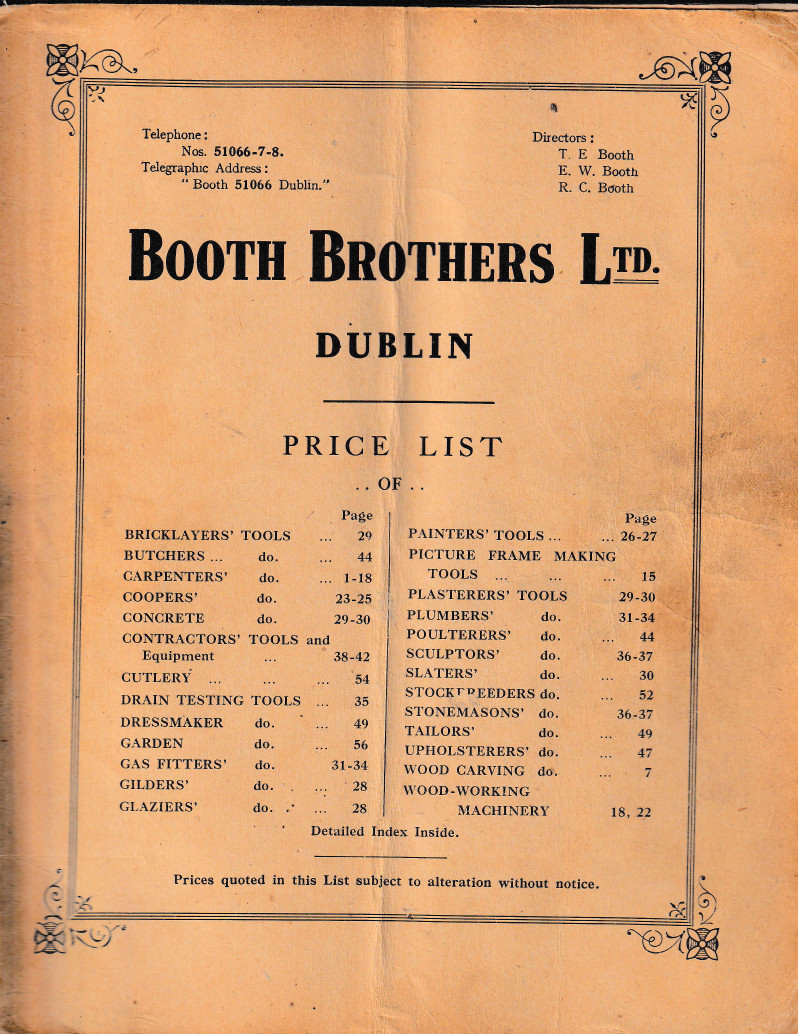 Telephone :
Nos. 51066-7-8.
Telegraphic Address :
" Booth 51066 Dublin."
Directors :
T. E Booth
E. W. Booth
R. C. Booth
BOOTH BROTHERS LTD.
DUBLIN
PRICE LIST
. . OF . .
Page
BRICKLAYERS' TOOLS ... 29
BUTCHERS ... do. ... 44
CARPENTERS' do. ... 1-18
COOPERS' do. 23-25
CONCRETE do. 29-30
CONTRACTORS' TOOLS and
Equipment ... 38-42
CUTLERY ... ... ... 54
DRAIN TESTING TOOLS ... 35
DRESSMAKER do. ... 49
GARDEN do. ... 56
GAS FITTERS' do. 31-34
GILDERS' do. ... 28
GLAZIERS' do. ... 28
Page
PAINTERS' TOOLS ... ... 26-27
PICTURE FRAME MAKING
TOOLS ... ... ... 15
PLASTERERS' TOOLS 29-30
PLUMBERS' do. 31-34
POULTERERS' do. ... 44
SCULPTORS' do. 36-37
SLATERS' do. ... 30
STOCKBREEDERS do. ... 52
STONEMASONS' do. 36-37
TAILORS' do. ... 49
UPHOLSTERERS' do. ... 47
WOOD CARVING do. ... 7
WOOD-WORKING
MACHINERY 18, 22
Detailed Index Inside.
Prices quoted in this List subject to alteration without notice.